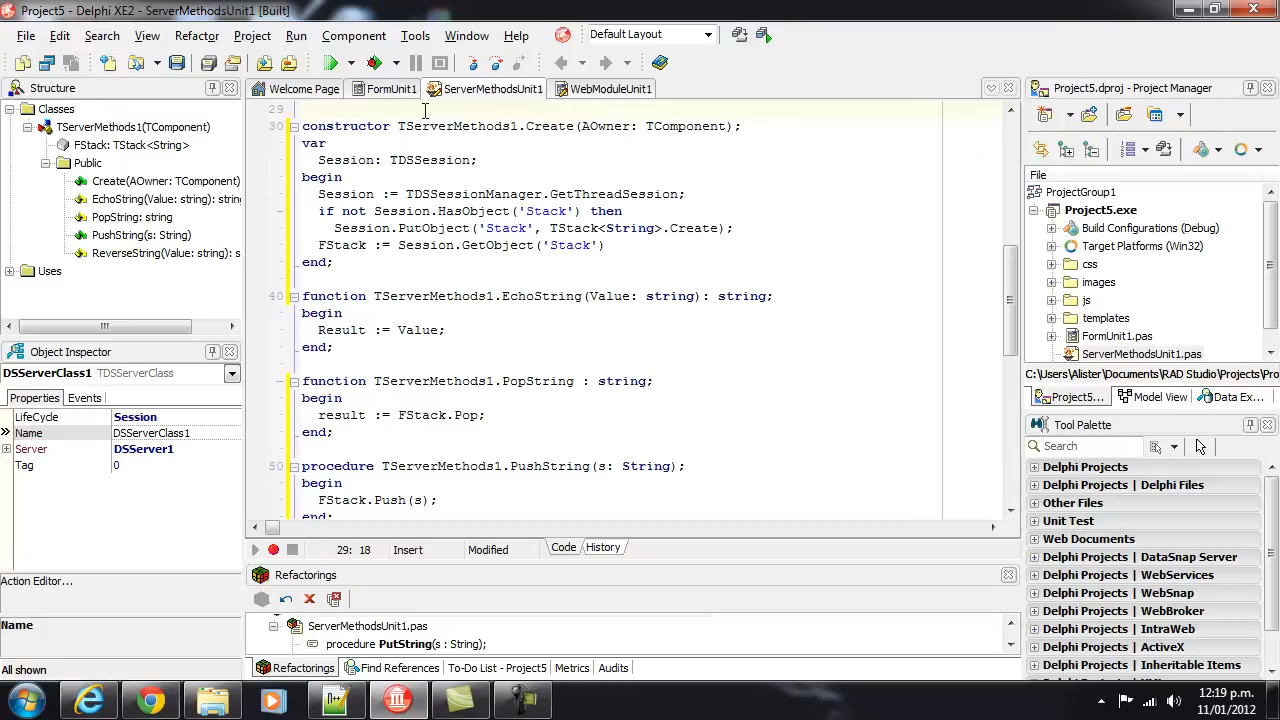 Project5 - Delphi XE2 - ServerMethodsUnit1 [Built]
File Edit Search View Refactor Project Run Component Tools Window Help
Default Layout
Structure
Classes
TServerMethods1(TComponent)
FStack: TStack<String>
Public
Create(AOwner: TComponent)
EchoString(Value: string): string
PopString: string
PushString(s: String)
ReverseString(Value: string): s
Uses
Object Inspector
DSServerClass1 TDSServerClass
Properties Events
LifeCycle Session
Name DSServerClass1
Server DSServer1
Tag 0
Action Editor...
Name
All shown
Welcome Page FormUnit1 ServerMethodsUnit1 WebModuleUnit1
29
30 constructor TServerMethods1.Create(AOwner: TComponent);
var
Session: TDSSession;
begin
Session := TDSSessionManager.GetThreadSession;
if not Session.HasObject('Stack') then
Session.PutObject('Stack', TStack<String>.Create);
FStack := Session.GetObject('Stack')
end;
40 function TServerMethods1.EchoString(Value: string): string;
begin
Result := Value;
end;
function TServerMethods1.PopString : string;
begin
result := FStack.Pop;
end;
50 procedure TServerMethods1.PushString(s: String);
begin
FStack.Push(s);
end;
29: 18 Insert Modified Code History
Refactorings
ServerMethodsUnit1.pas
procedure PutString(s : String);
Refactorings Find References To-Do List - Project5 Metrics Audits
Project5.dproj - Project Manager
File
ProjectGroup1
Project5.exe
Build Configurations (Debug)
Target Platforms (Win32)
css
images
js
templates
FormUnit1.pas
ServerMethodsUnit1.pas
C:\Users\Alister\Documents\RAD Studio\Projects\Pro
Project5... Model View Data Ex...
Tool Palette
Search
Delphi Projects
Delphi Projects | Delphi Files
Other Files
Unit Test
Web Documents
Delphi Projects | DataSnap Server
Delphi Projects | WebServices
Delphi Projects | WebSnap
Delphi Projects | WebBroker
Delphi Projects | IntraWeb
Delphi Projects | ActiveX
Delphi Projects | Inheritable Items
12:19 p.m.
11/01/2012